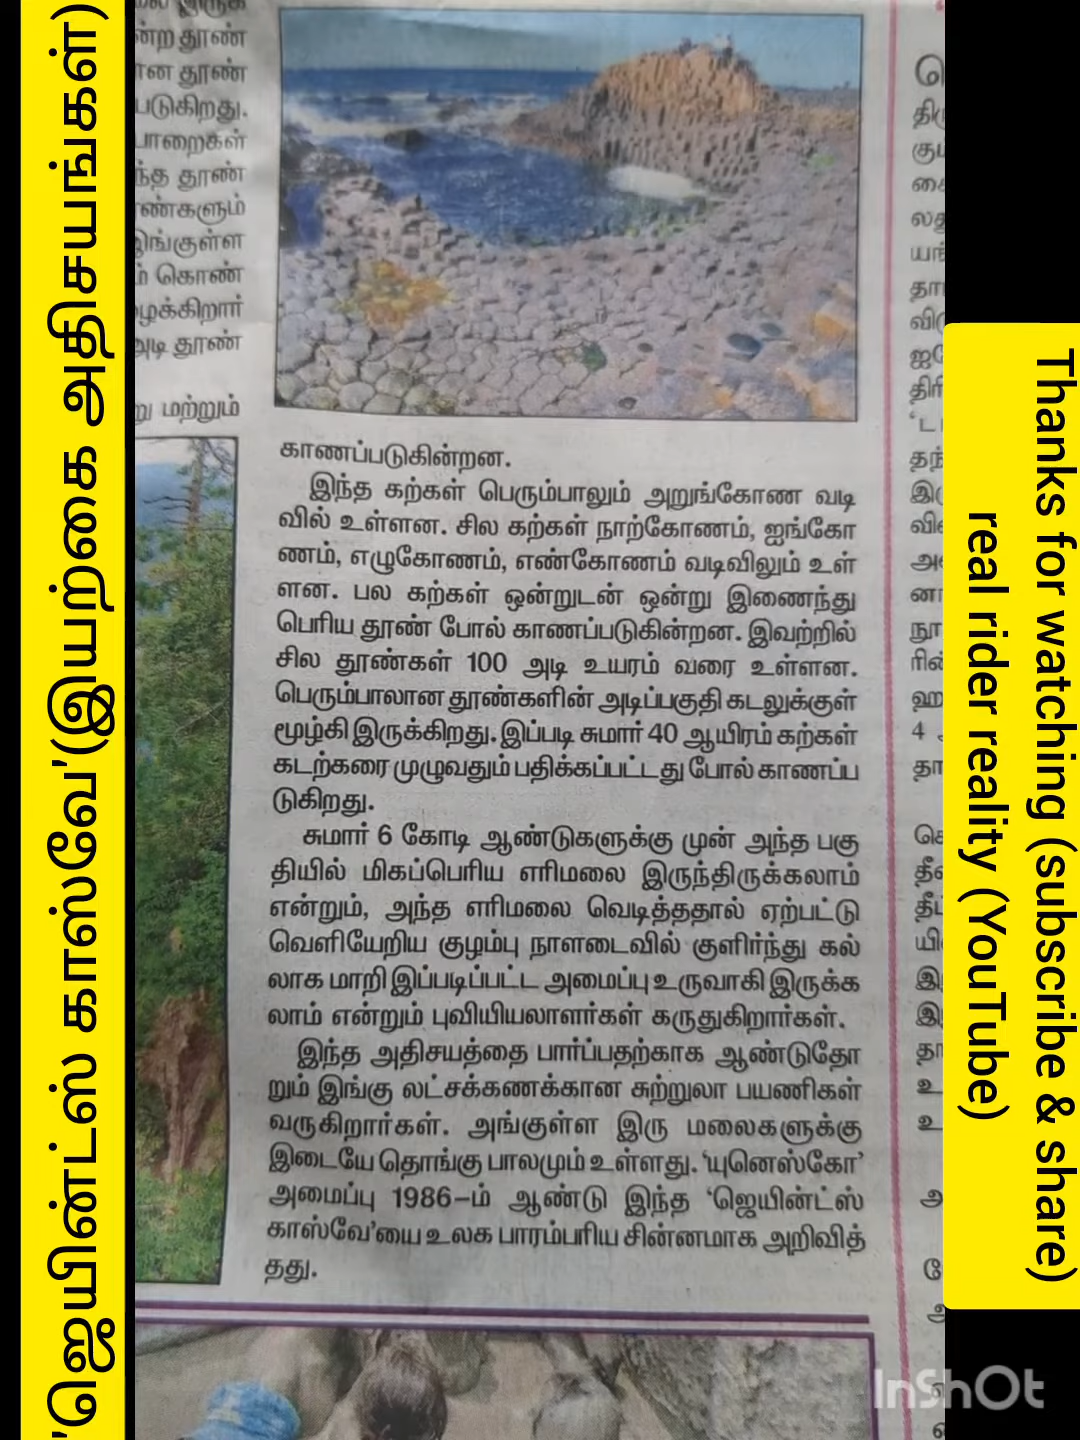 'ஜெயின்ட்ஸ் காஸ்வே'(இயற்கை அதிசயங்கள்)
தூண்
தூண்
படுகிறது.
தூண்
இங்குள்ள
கொண்
அடி தூண்
மற்றும்
காணப்படுகின்றன.
இந்த கற்கள் பெரும்பாலும் அறுங்கோண வடி
வில் உள்ளன. சில கற்கள் நாற்கோணம், ஐங்கோ
ணம், எழுகோணம், எண்கோணம் வடிவிலும் உள்
ளன. பல கற்கள் ஒன்றுடன் ஒன்று இணைந்து
பெரிய தூண் போல் காணப்படுகின்றன. இவற்றில்
சில தூண்கள் 100 அடி உயரம் வரை உள்ளன.
பெரும்பாலான தூண்களின் அடிப்பகுதி கடலுக்குள்
மூழ்கி இருக்கிறது. இப்படி சுமார் 40 ஆயிரம் கற்கள்
கடற்கரை முழுவதும் பதிக்கப்பட்டது போல் காணப்ப
டுகிறது.
சுமார் 6 கோடி ஆண்டுகளுக்கு முன் அந்த பகு
தியில் மிகப்பெரிய எரிமலை இருந்திருக்கலாம்
என்றும், அந்த எரிமலை வெடித்ததால் ஏற்பட்டு
வெளியேறிய குழம்பு நாளடைவில் குளிர்ந்து கல்
லாக மாறி இப்படிப்பட்ட அமைப்பு உருவாகி இருக்க
லாம் என்றும் புவியியலாளர்கள் கருதுகிறார்கள்.
இந்த அதிசயத்தை பார்ப்பதற்காக ஆண்டுதோ
றும் இங்கு லட்சக்கணக்கான சுற்றுலா பயணிகள்
வருகிறார்கள். அங்குள்ள இரு மலைகளுக்கு
இடையே தொங்கு பாலமும் உள்ளது. 'யுனெஸ்கோ'
அமைப்பு 1986-ம் ஆண்டு இந்த 'ஜெயின்ட்ஸ்
காஸ்வே'யை உலக பாரம்பரிய சின்னமாக அறிவித்
தது.
Thanks for watching (subscribe & share)
real rider reality (YouTube)
InShOt